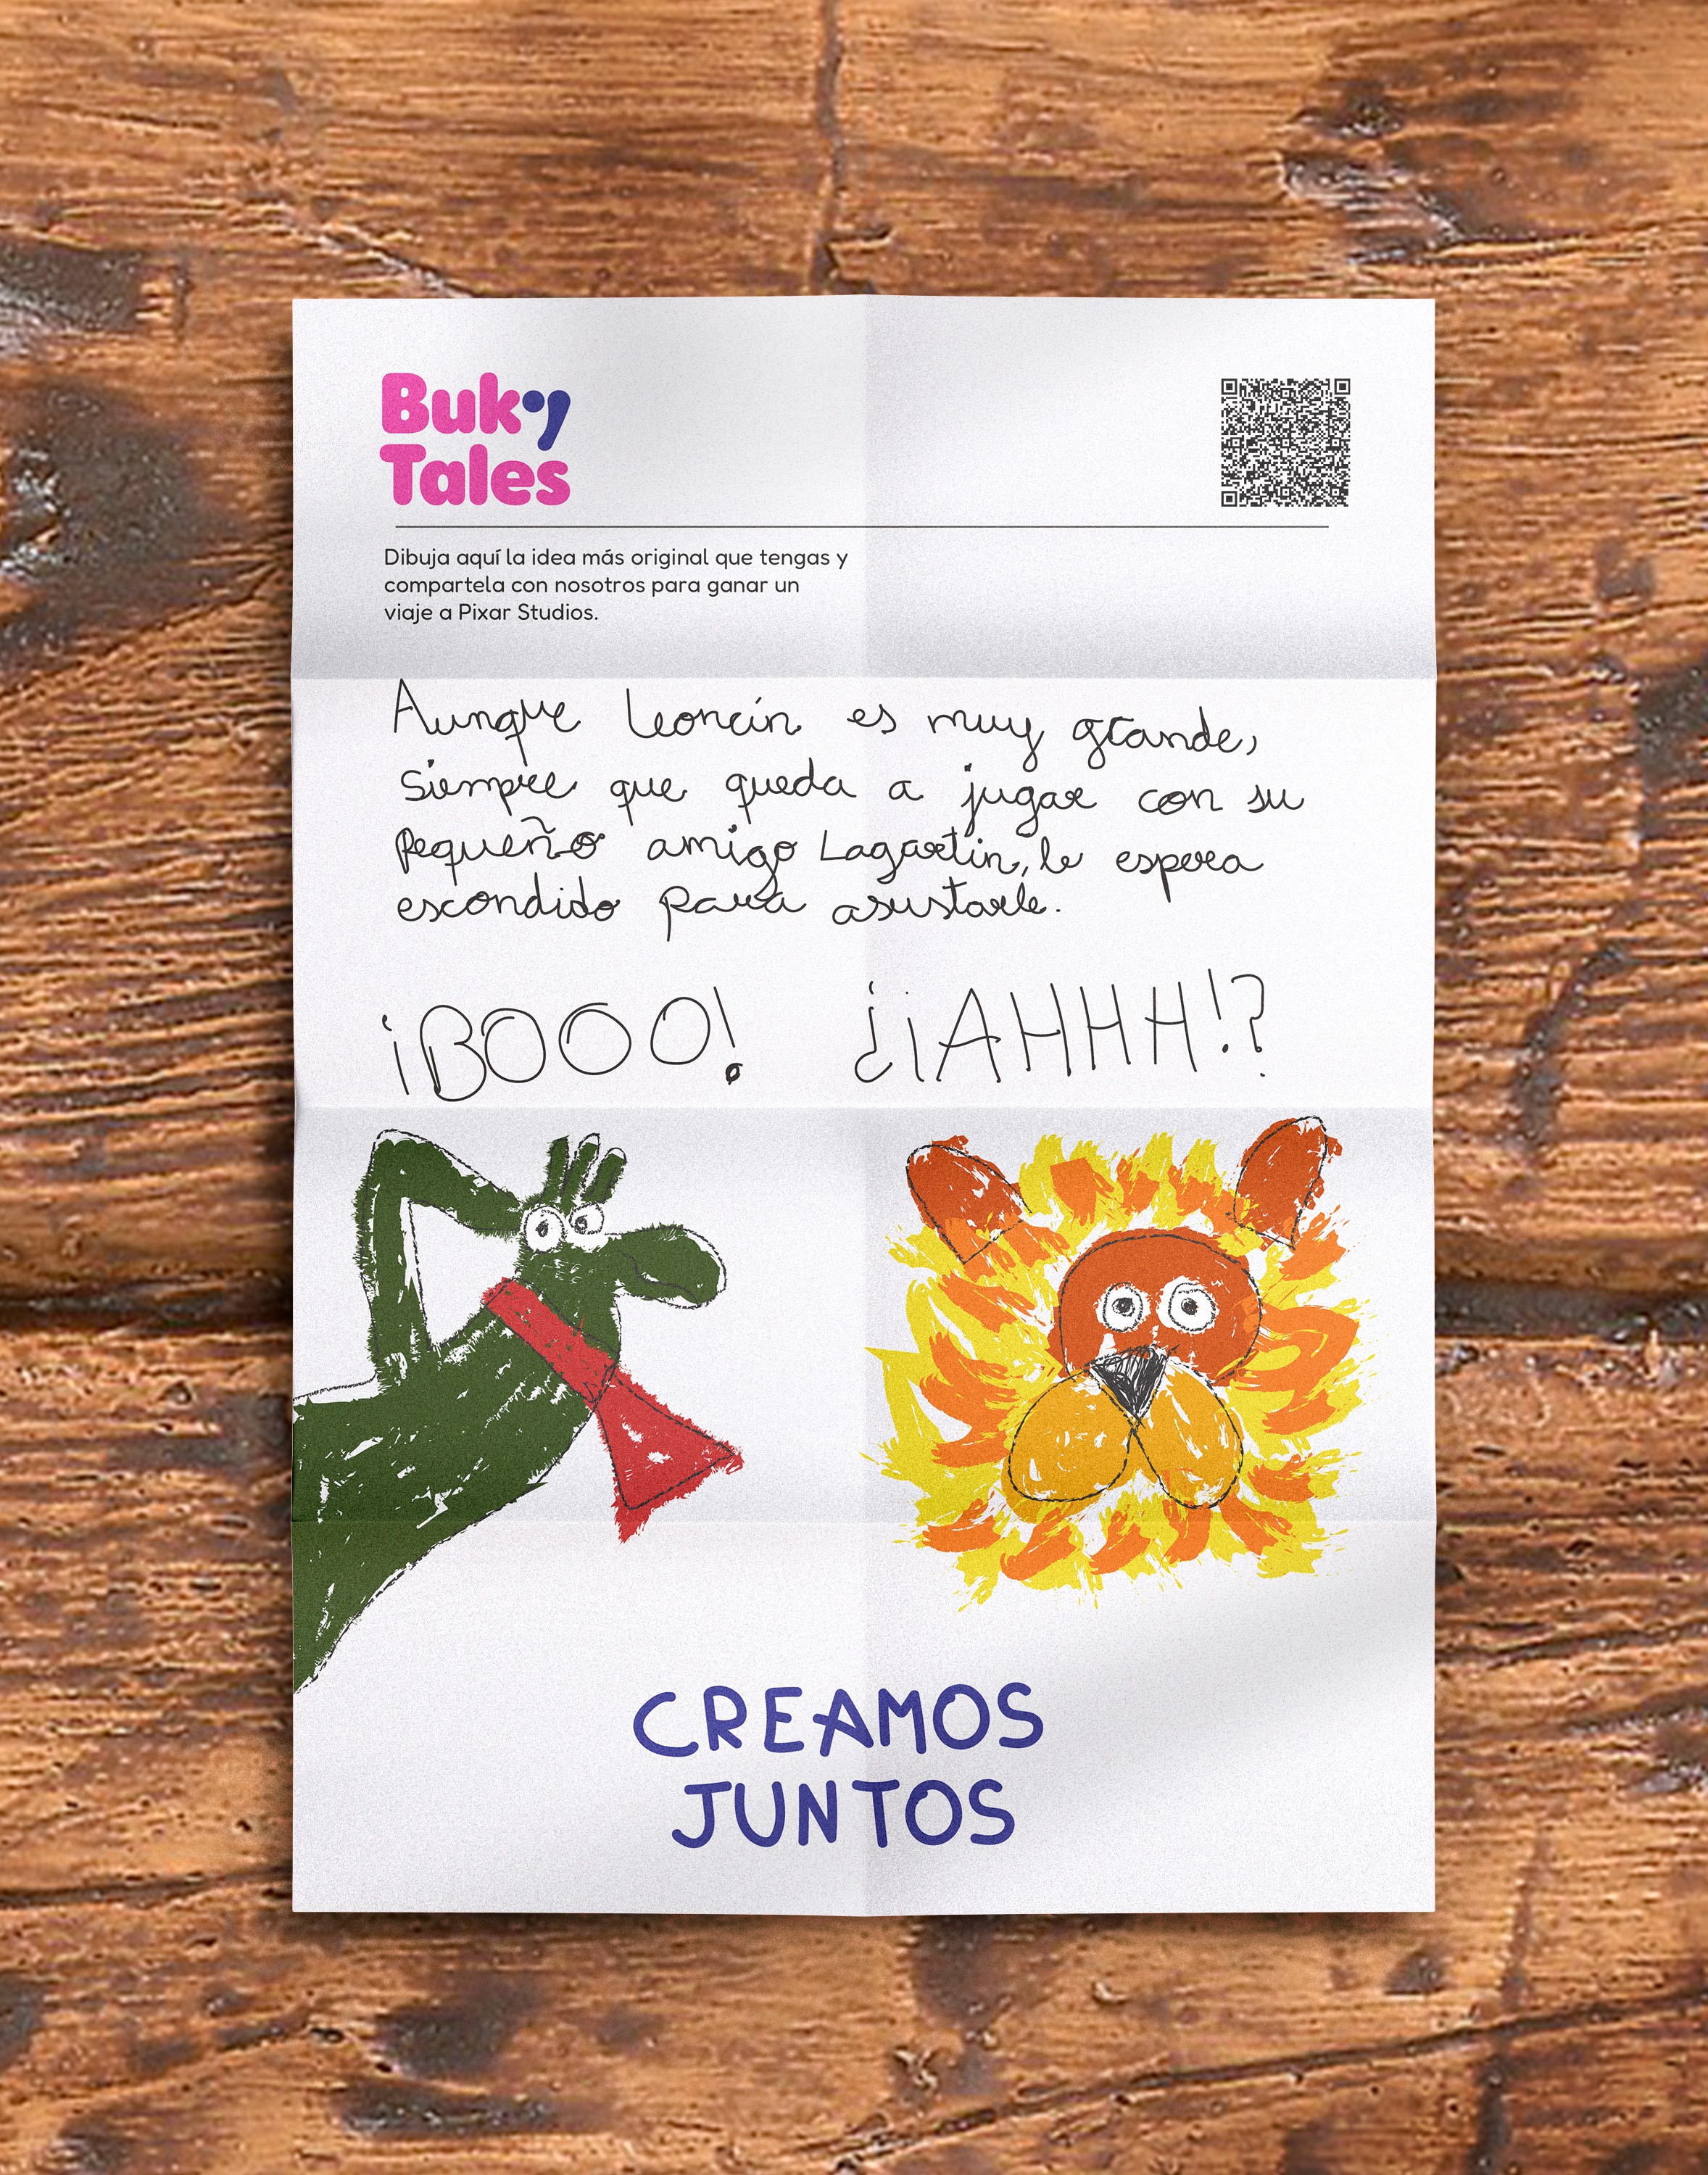 Buky
Tales
Dibuja aquí la idea más original que tengas y
compartela con nosotros para ganar un
viaje a Pixar Studios.
Aunque Leoncín es muy grande,
siempre que queda a jugar con su
pequeño amigo Lagartin, le espera
escondido para asustarle.
¡BOOO! ¿¡AHHH!?
CREAMOS
JUNTOS